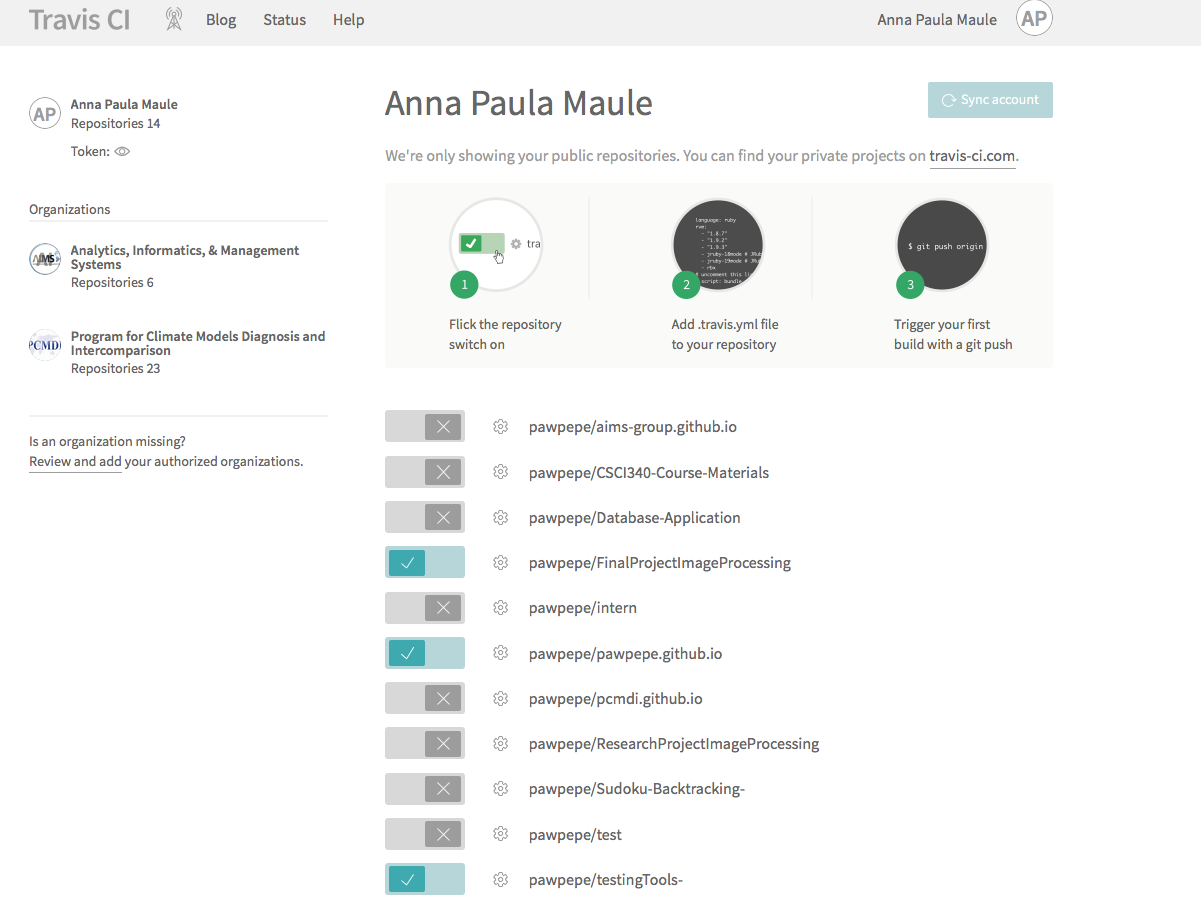 Travis CI
Blog
Status
Help
Anna Paula Maule
AP
AP
Anna Paula Maule
Repositories 14
Token:
Organizations
AIMS
Analytics, Informatics, & Management
Systems
Repositories 6
PCMDI
Program for Climate Models Diagnosis and
Intercomparison
Repositories 23
Is an organization missing?
Review and add your authorized organizations.
Anna Paula Maule
Sync account
We're only showing your public repositories. You can find your private projects on travis-ci.com.
tra
1
Flick the repository
switch on
language: ruby
rvm:
- "1.8.7"
- "1.9.2"
- "1.9.3"
- jruby-18mode # JRu
- jruby-19mode # JRu
- rbx
# uncomment this li
script: bundle
2
Add .travis.yml file
to your repository
$ git push origin
3
Trigger your first
build with a git push
pawpepe/aims-group.github.io
pawpepe/CSCI340-Course-Materials
pawpepe/Database-Application
pawpepe/FinalProjectImageProcessing
pawpepe/intern
pawpepe/pawpepe.github.io
pawpepe/pcmdi.github.io
pawpepe/ResearchProjectImageProcessing
pawpepe/Sudoku-Backtracking-
pawpepe/test
pawpepe/testingTools-